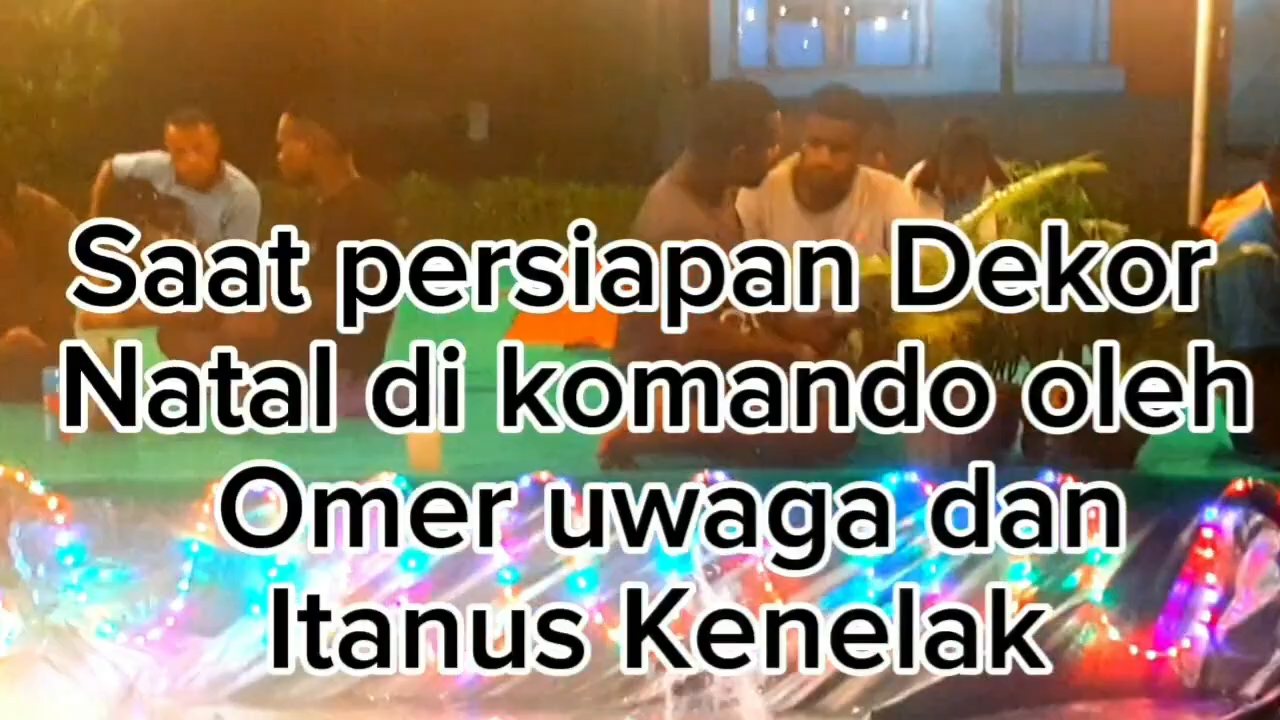 Saat persiapan Dekor
Natal di komando oleh
Omer uwaga dan
Itanus Kenelak